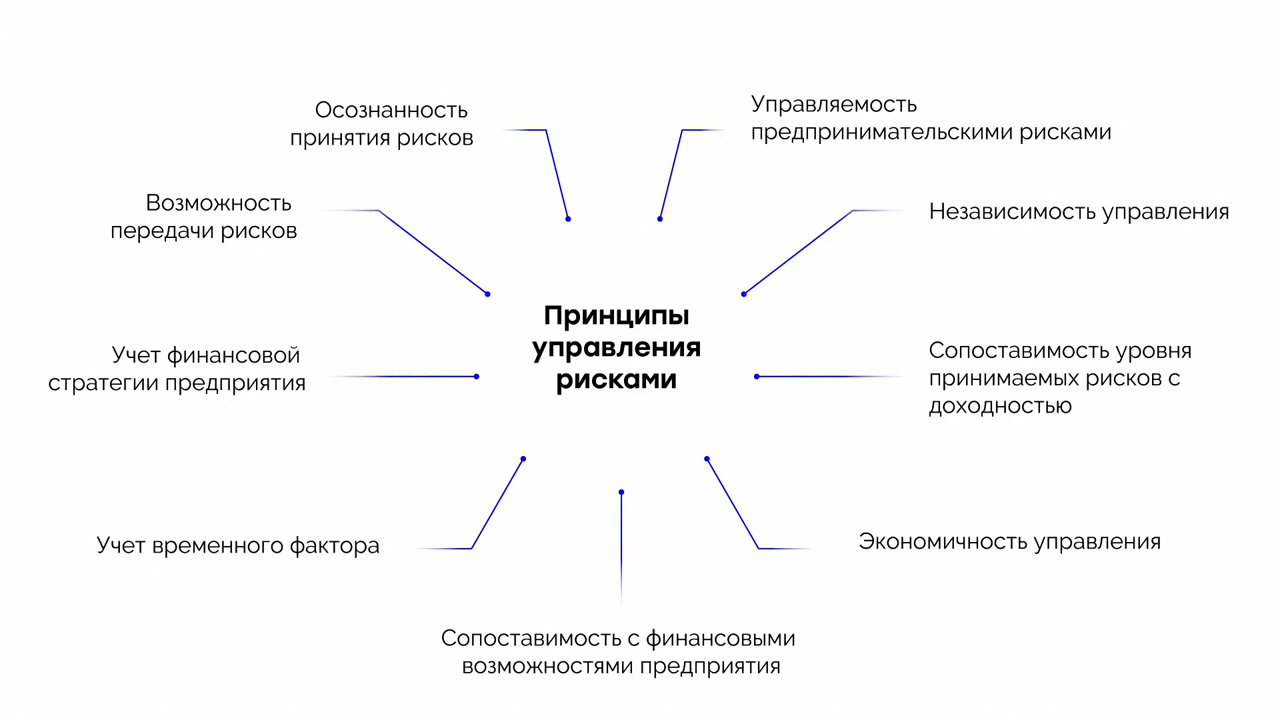 Осознанность
принятия рисков
Управляемость
предпринимательскими рисками
Возможность
передачи рисков
Независимость управления
Принципы
управления
рисками
Учет финансовой
стратегии предприятия
Сопоставимость уровня
принимаемых рисков с
доходностью
Учет временного фактора
Экономичность управления
Сопоставимость с финансовыми
возможностями предприятия